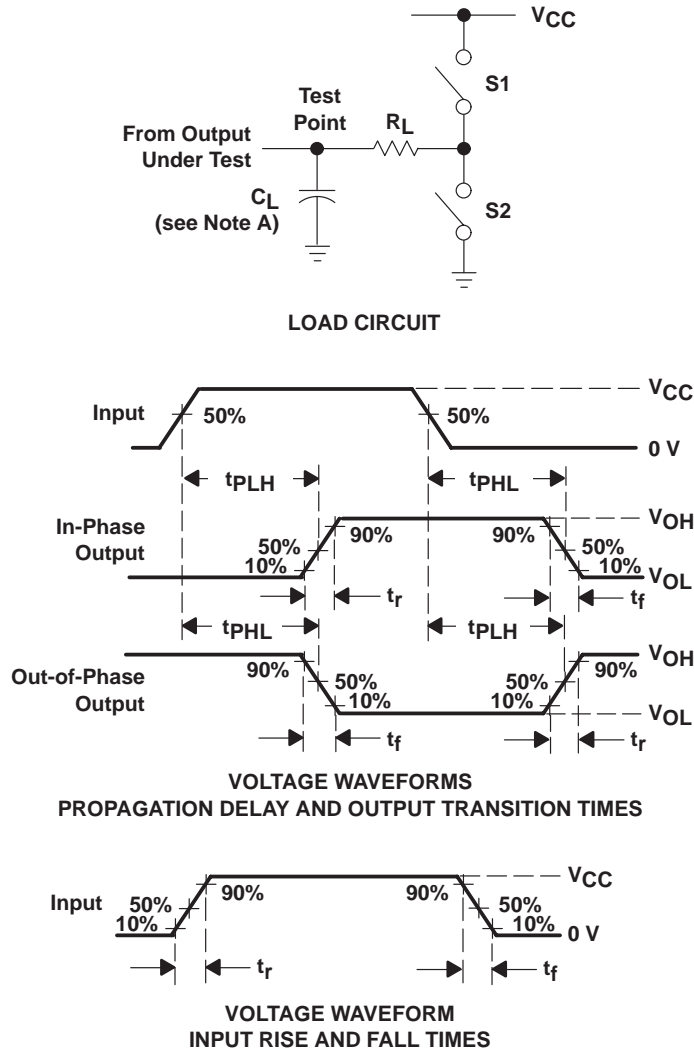 VCC
S1
Test
Point
RL
From Output
Under Test
CL
(see Note A)
S2
LOAD CIRCUIT
VCC
Input
50%
50%
0 V
tPLH
tPHL
VOH
In-Phase
Output
90%
90%
50%
50%
10%
10%
VOL
tr
tf
tPHL
tPLH
VOH
90%
90%
Out-of-Phase
Output
50%
50%
10%
10%
VOL
tf
tr
VOLTAGE WAVEFORMS
PROPAGATION DELAY AND OUTPUT TRANSITION TIMES
VCC
Input
90%
90%
50%
50%
10%
10%
0 V
tr
tf
VOLTAGE WAVEFORM
INPUT RISE AND FALL TIMES